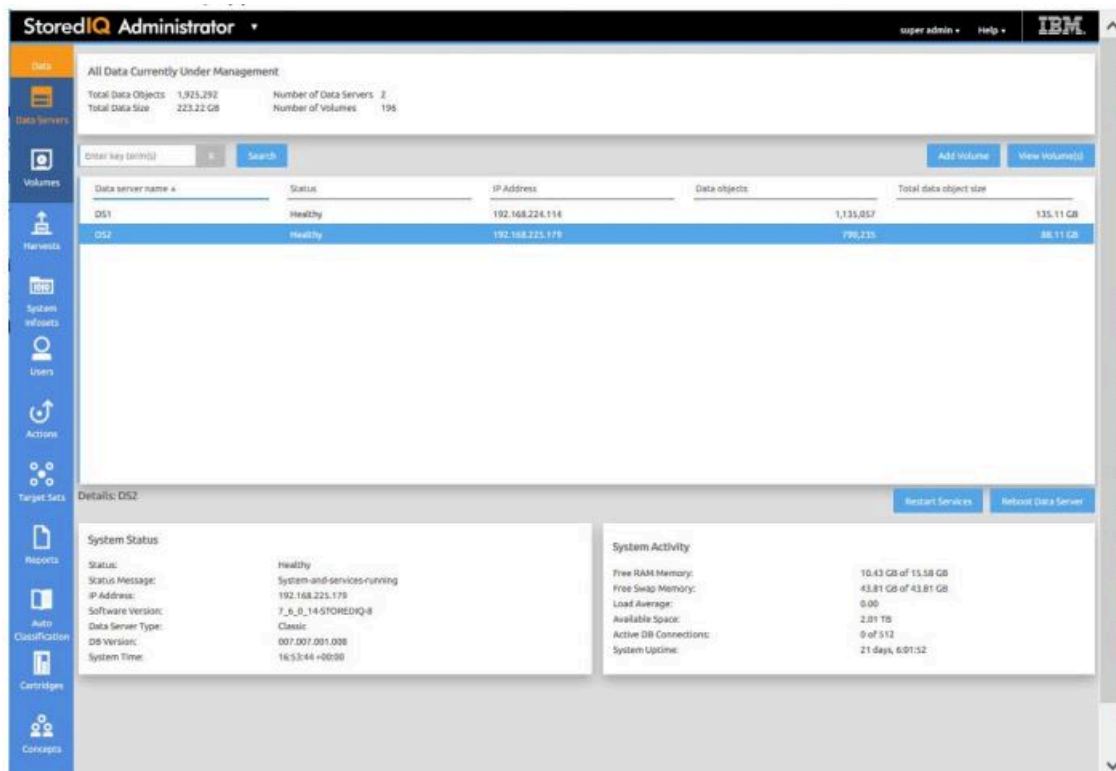 StoredIQ Administrator
super admin Help IBM
Data
Data Servers
Volumes
Harvests
System
Infosets
Users
Actions
Target Sets
Reports
Auto
Classification
Cartridges
Concepts
All Data Currently Under Management
Total Data Objects 1,925,292 Number of Data Servers 2
Total Data Size 223.22 GB Number of Volumes 196
Enter key term(s) X Search Add Volume View Volume(s)
Data server name Status IP Address Data objects Total data object size
DS1 Healthy 192.168.224.114 1,135,057 135.11 GB
DS2 Healthy 192.168.225.179 790,235 88.11 GB
Details: DS2 Restart Services Reboot Data Server
System Status
Status: Healthy
Status Message: System-and-services-running
IP Address: 192.168.225.179
Software Version: 7_6_0_14-STOREDIQ-8
Data Server Type: Classic
DB Version: 007.007.001.008
System Time: 16:53:44 +00:00
System Activity
Free RAM Memory: 10.43 GB of 15.58 GB
Free Swap Memory: 43.81 GB of 43.81 GB
Load Average: 0.00
Available Space: 2.01 TB
Active DB Connections: 0 of 512
System Uptime: 21 days, 6:01:52